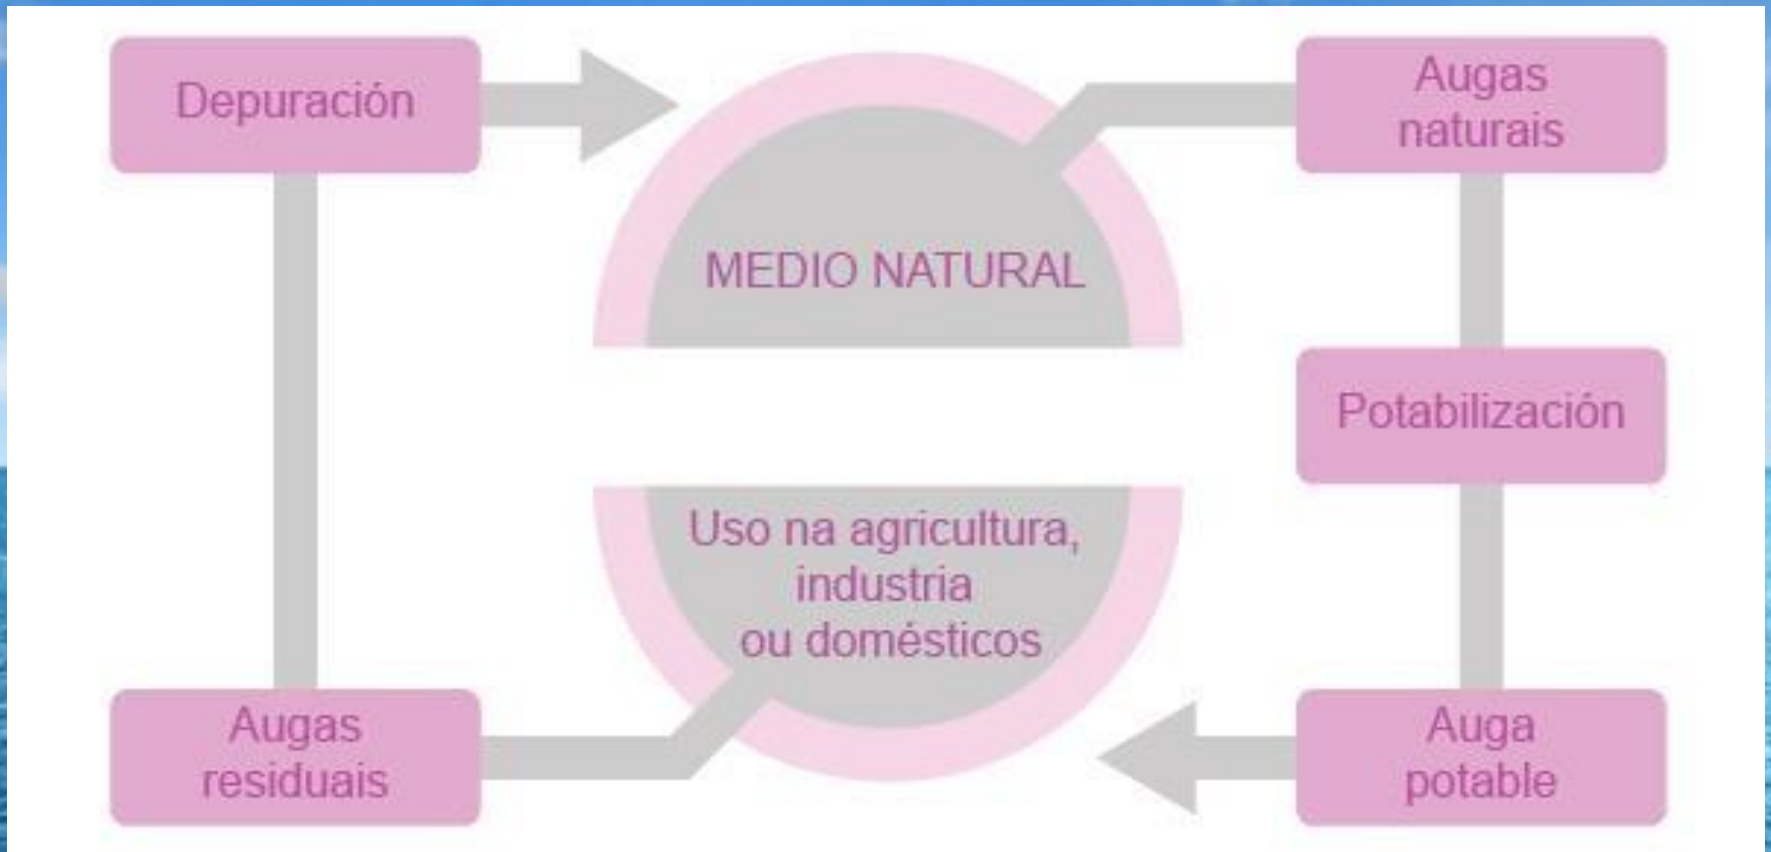 Depuración
Augas
naturais
MEDIO NATURAL
Potabilización
Uso na agricultura,
industria
ou domésticos
Augas
residuais
Auga
potable